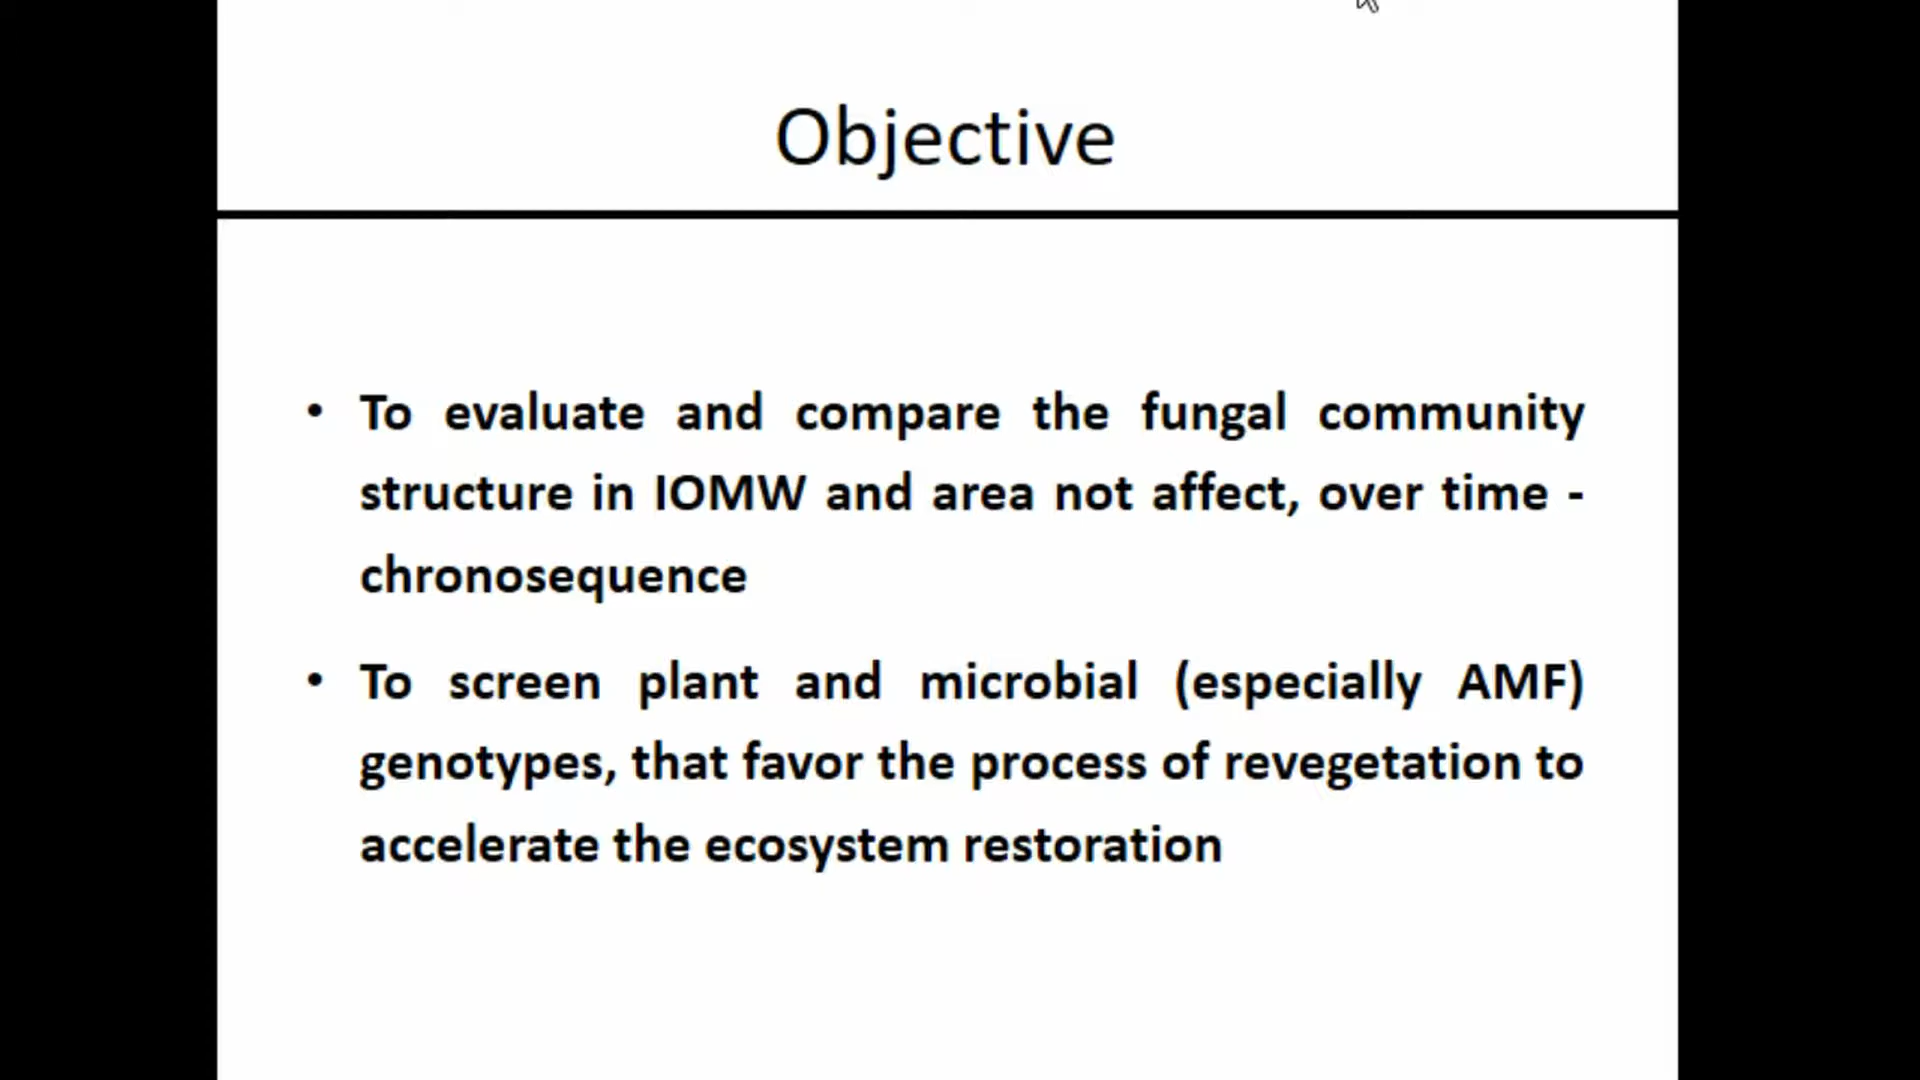 Objective
• To evaluate and compare the fungal community
structure in IOMW and area not affect, over time -
chronosequence
• To screen plant and microbial (especially AMF)
genotypes, that favor the process of revegetation to
accelerate the ecosystem restoration